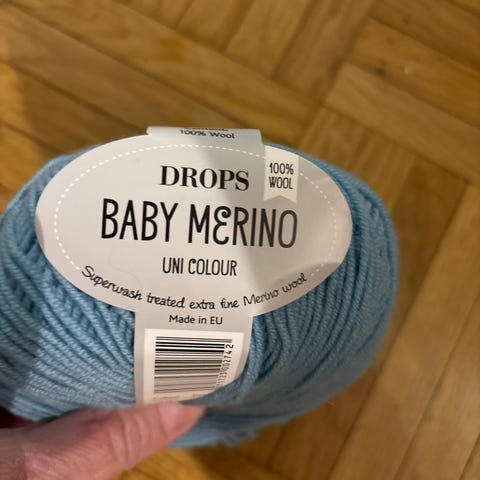 100% Wool
DROPS
100%
WOOL
BABY MERINO
UNI COLOUR
Superwash treated extra fine Merino wool
Made in EU